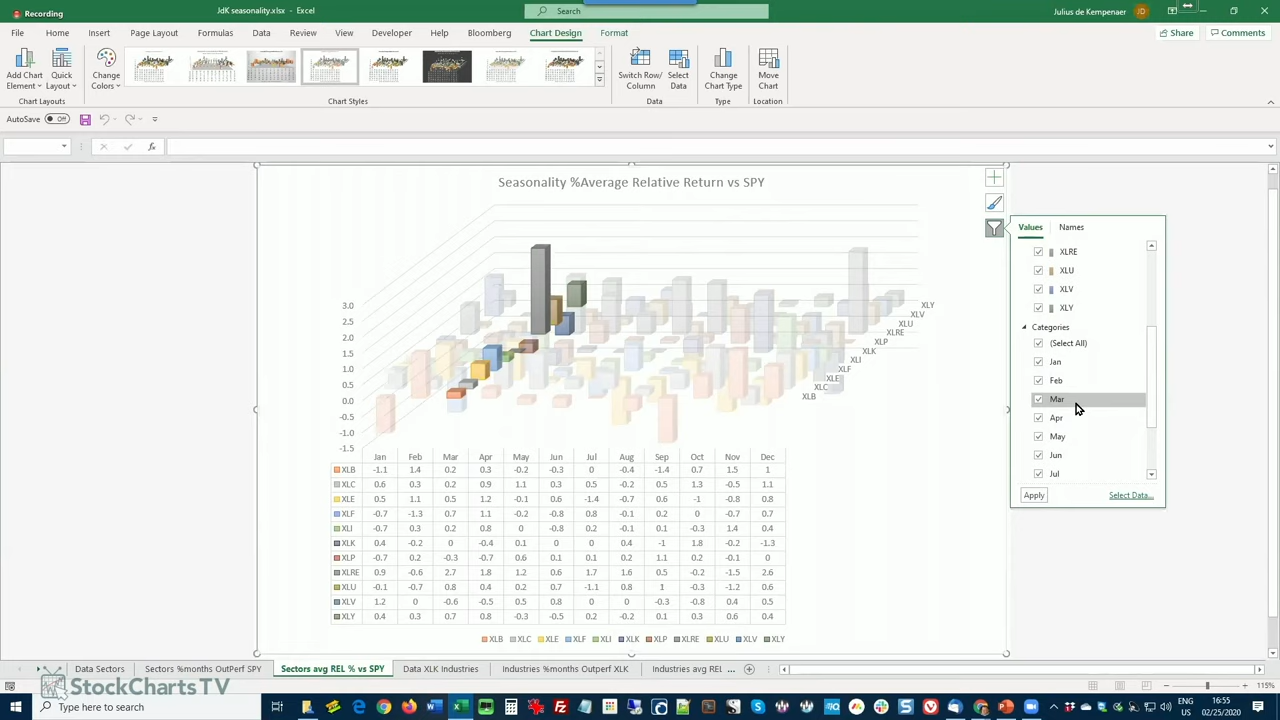 Recording
JdK seasonality.xlsx - Excel
Search
Julius de Kempenaer
JD
File Home Insert Page Layout Formulas Data Review View Developer Help Bloomberg Chart Design Format
Share Comments
Add Chart Element
Quick Layout
Change Colors
Switch Row/ Column
Select Data
Change Chart Type
Move Chart
Chart Layouts
Chart Styles
Data
Type
Location
AutoSave Off
fx
Seasonality %Average Relative Return vs SPY
3.0
2.5
2.0
1.5
1.0
0.5
0.0
-0.5
-1.0
-1.5
XLY
XLV
XLU
XLRE
XLP
XLK
XLI
XLF
XLE
XLC
XLB
Jan Feb Mar Apr May Jun Jul Aug Sep Oct Nov Dec
XLB -1.1 1.4 0.2 0.3 -0.2 -0.3 0 -0.4 -1.4 0.7 1.5 1
XLC 0.6 0.3 0.2 0.9 1.1 0.3 0.5 -0.2 0.5 1.3 -0.5 1.1
XLE 0.5 1.1 0.5 1.2 -0.1 0.6 -1.4 -0.7 0.6 -1 -0.8 0.8
XLF -0.7 -1.3 0.7 1.1 -0.2 -0.8 0.8 -0.1 0.2 0 -0.7 0.7
XLI -0.7 0.3 0.2 0.8 0 -0.8 0.2 -0.1 0.1 -0.3 1.4 0.4
XLK 0.4 -0.2 0 -0.4 0.1 0 0 0.4 -1 1.8 -0.2 -1.3
XLP -0.7 0.2 -0.3 -0.7 0.6 0.1 0.1 0.2 1.1 0.2 -0.1 0
XLRE 0.9 -0.6 2.7 1.8 1.2 0.6 1.7 1.6 0.5 -0.2 -1.5 2.6
XLU -0.1 -0.7 0.8 0.4 0.2 0.7 -1.1 0.8 1 -0.3 -1.2 0.6
XLV 1.2 0 -0.6 -0.5 0.5 0.8 0 0 -0.3 -0.8 0.4 0.5
XLY 0.4 0.3 0.7 0.8 -0.3 -0.5 0.2 -0.2 0.1 0.3 0.6 0.4
XLB XLC XLE XLF XLI XLK XLP XLRE XLU XLV XLY
Values Names
XLRE
XLU
XLV
XLY
Categories
(Select All)
Jan
Feb
Mar
Apr
May
Jun
Jul
Apply Select Data...
Data Sectors Sectors %months OutPerf SPY Sectors avg REL % vs SPY Data XLK Industries Industries %months Outperf XLK Industries avg REL ...
115%
StockCharts TV
Type here to search
ENG
US
16:55
02/25/2020